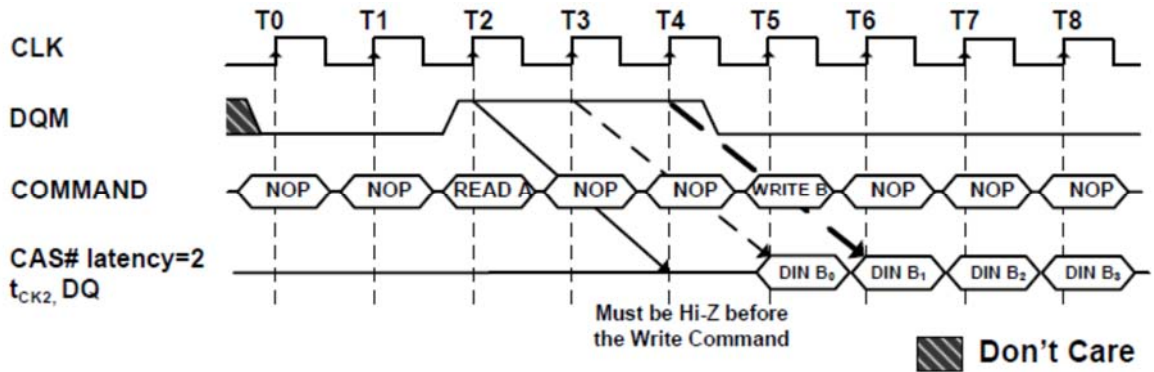 T0 T1 T2 T3 T4 T5 T6 T7 T8
CLK
DQM
COMMAND NOP NOP READ A NOP NOP WRITE B NOP NOP NOP
CAS# latency=2
tCK2, DQ
DIN B0 DIN B1 DIN B2 DIN B3
Must be Hi-Z before
the Write Command
Don't Care